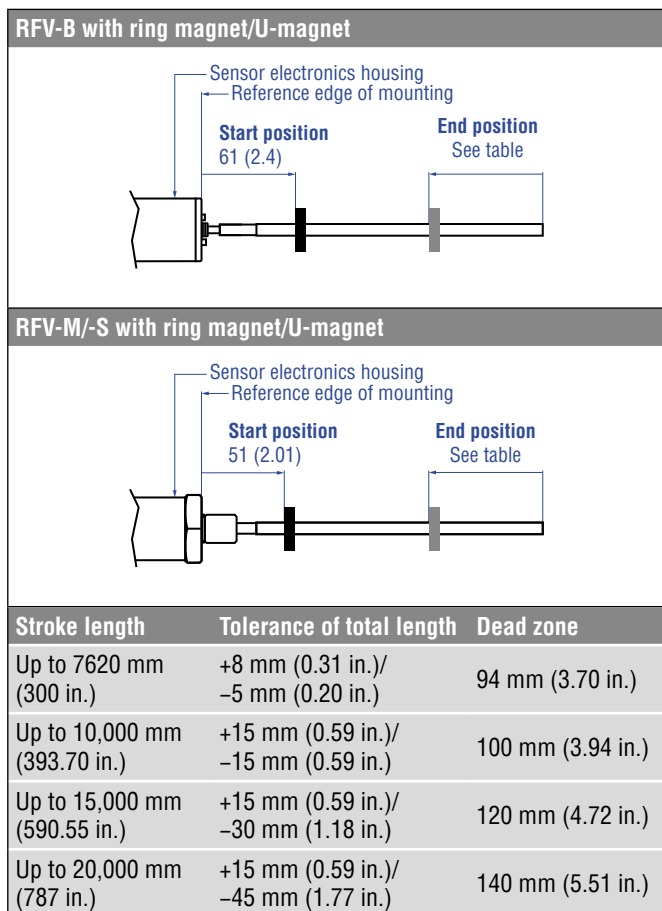 RFV-B with ring magnet/U-magnet
Sensor electronics housing
Reference edge of mounting
Start position
61 (2.4)
End position
See table
RFV-M/-S with ring magnet/U-magnet
Sensor electronics housing
Reference edge of mounting
Start position
51 (2.01)
End position
See table
Stroke length Tolerance of total length Dead zone
Up to 7620 mm +8 mm (0.31 in.)/
(300 in.) −5 mm (0.20 in.) 94 mm (3.70 in.)
Up to 10,000 mm +15 mm (0.59 in.)/
(393.70 in.) −15 mm (0.59 in.) 100 mm (3.94 in.)
Up to 15,000 mm +15 mm (0.59 in.)/
(590.55 in.) −30 mm (1.18 in.) 120 mm (4.72 in.)
Up to 20,000 mm +15 mm (0.59 in.)/
(787 in.) −45 mm (1.77 in.) 140 mm (5.51 in.)